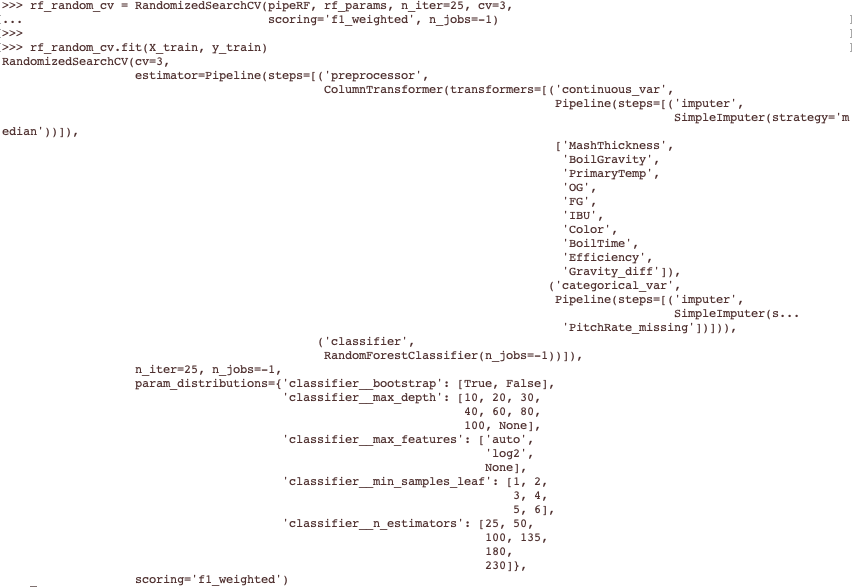 >>> rf_random_cv = RandomizedSearchCV(pipeRF, rf_params, n_iter=25, cv=3,
...                                   scoring='f1_weighted', n_jobs=-1)
>>>
>>> rf_random_cv.fit(X_train, y_train)
RandomizedSearchCV(cv=3,
                   estimator=Pipeline(steps=[('preprocessor',
                                              ColumnTransformer(transformers=[('continuous_var',
                                                                               Pipeline(steps=[('imputer',
                                                                                                SimpleImputer(strategy='m
edian'))]),
                                                                               ['MashThickness',
                                                                                'BoilGravity',
                                                                                'PrimaryTemp',
                                                                                'OG',
                                                                                'FG',
                                                                                'IBU',
                                                                                'Color',
                                                                                'BoilTime',
                                                                                'Efficiency',
                                                                                'Gravity_diff']),
                                                                              ('categorical_var',
                                                                               Pipeline(steps=[('imputer',
                                                                                                SimpleImputer(s...
                                                                                'PitchRate_missing'])])),
                                             ('classifier',
                                              RandomForestClassifier(n_jobs=-1))]),
                   n_iter=25, n_jobs=-1,
                   param_distributions={'classifier__bootstrap': [True, False],
                                        'classifier__max_depth': [10, 20, 30,
                                                                  40, 60, 80,
                                                                  100, None],
                                        'classifier__max_features': ['auto',
                                                                     'log2',
                                                                     None],
                                        'classifier__min_samples_leaf': [1, 2,
                                                                         3, 4,
                                                                         5, 6],
                                        'classifier__n_estimators': [25, 50,
                                                                     100, 135,
                                                                     180,
                                                                     230]},
                   scoring='f1_weighted')